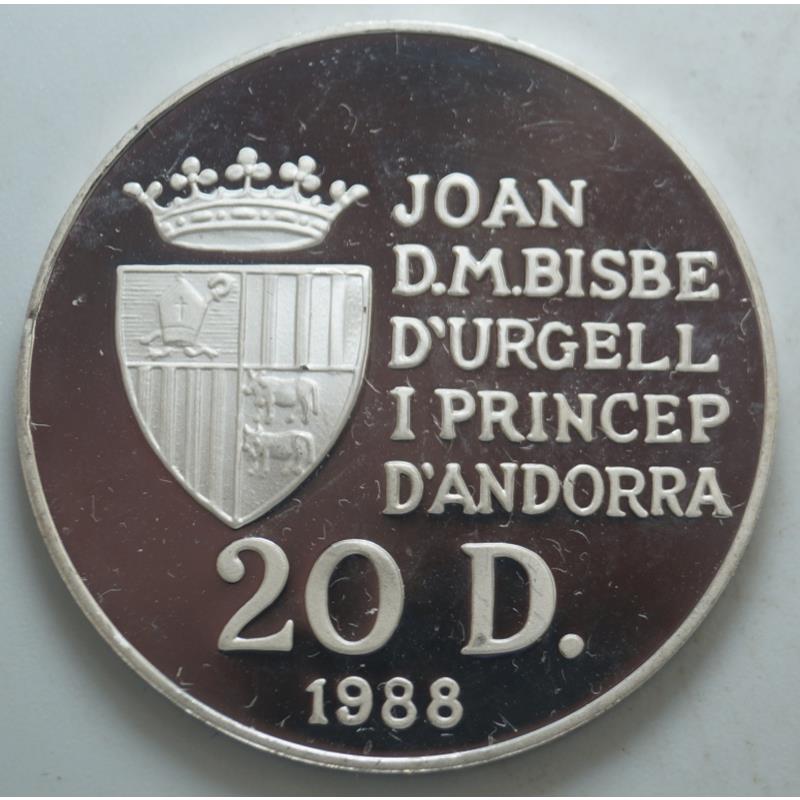 JOAN
D.M.BISBE
D'URGELL
I PRINCEP
D'ANDORRA
20 D.
1988